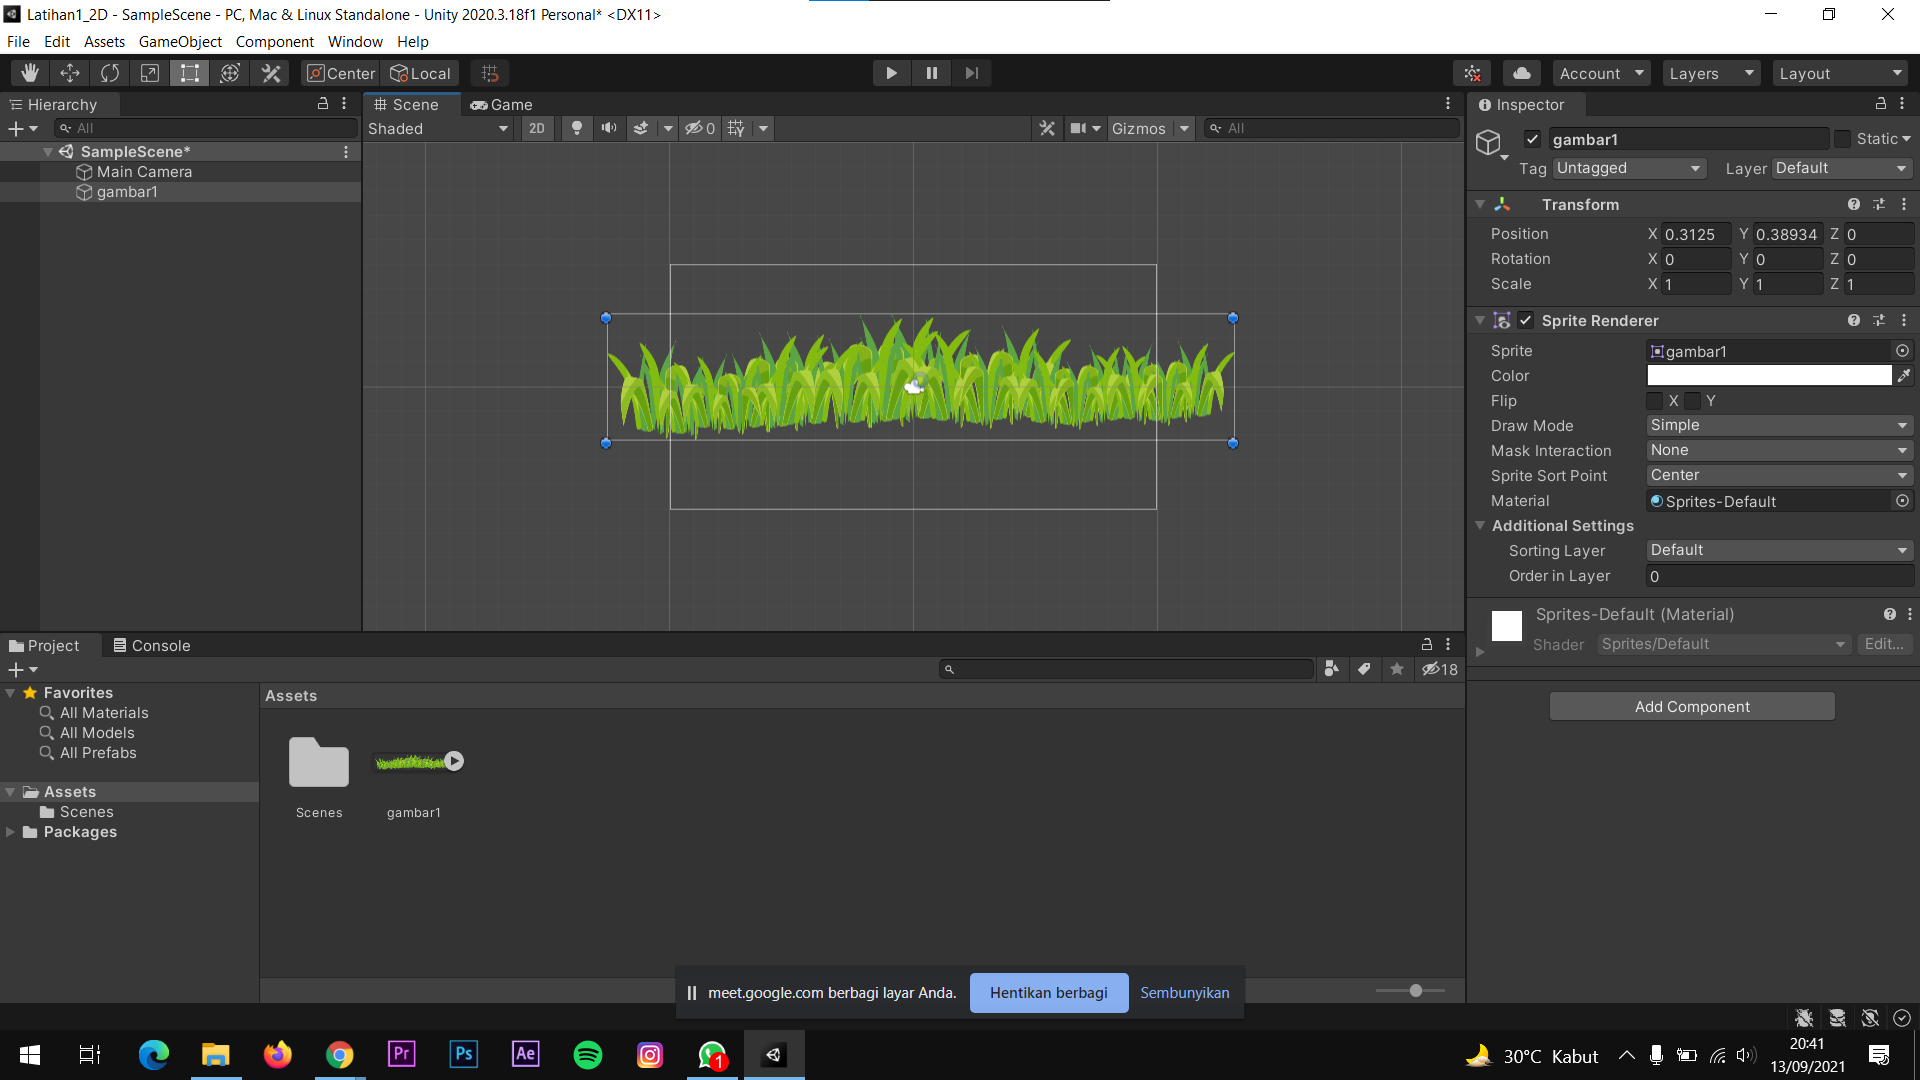 Latihan1_2D - SampleScene - PC, Mac & Linux Standalone - Unity 2020.3.18f1 Personal* <DX11>
File Edit Assets GameObject Component Window Help
Center Local Account Layers Layout
Hierarchy
All
SampleScene*
Main Camera
gambar1
Scene Game
Shaded 2D 0 Gizmos All
Inspector
gambar1 Static
Tag Untagged Layer Default
Transform
Position X 0.3125 Y 0.38934 Z 0
Rotation X 0 Y 0 Z 0
Scale X 1 Y 1 Z 1
Sprite Renderer
Sprite gambar1
Color
Flip X Y
Draw Mode Simple
Mask Interaction None
Sprite Sort Point Center
Material Sprites-Default
Additional Settings
Sorting Layer Default
Order in Layer 0
Sprites-Default (Material)
Shader Sprites/Default Edit...
Add Component
Project Console
18
Favorites
All Materials
All Models
All Prefabs
Assets
Scenes
Packages
Assets
Scenes gambar1
meet.google.com berbagi layar Anda. Hentikan berbagi Sembunyikan
Pr Ps Ae 1
30°C Kabut
20:41
13/09/2021